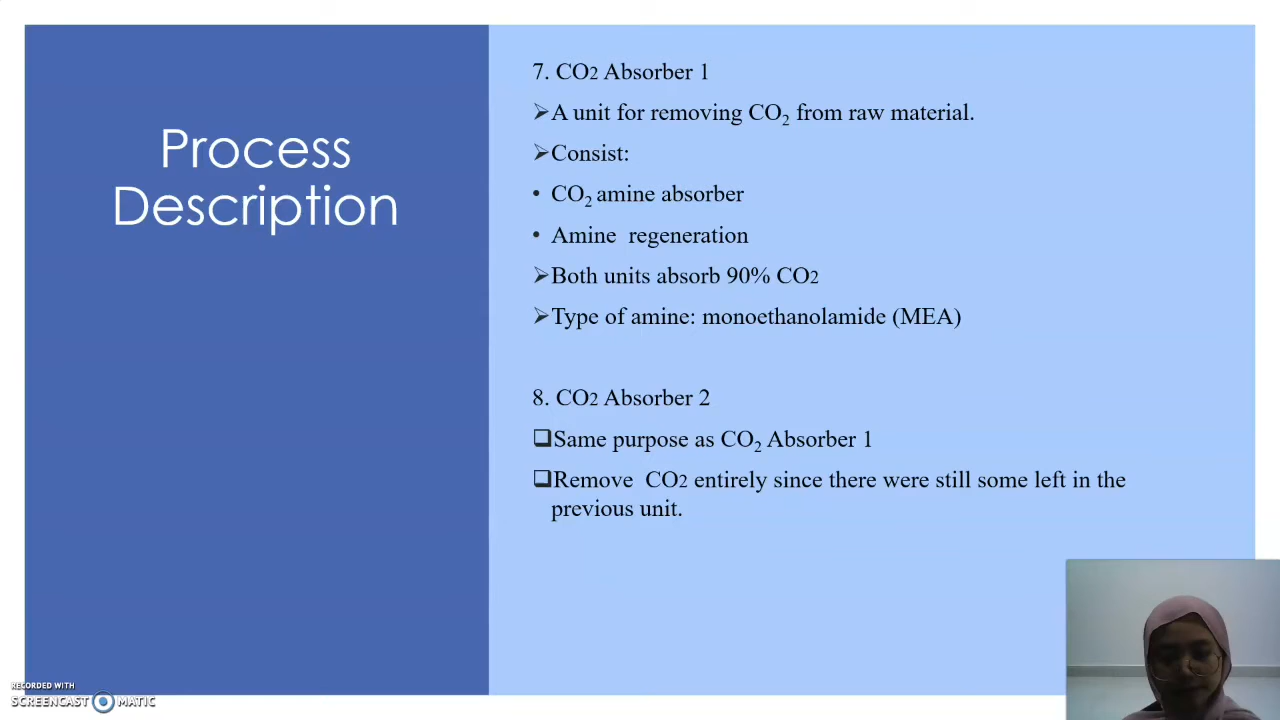 Process
Description
7. CO2 Absorber 1
⮚A unit for removing CO₂ from raw material.
⮚Consist:
• CO₂ amine absorber
• Amine  regeneration
⮚Both units absorb 90% CO2
⮚Type of amine: monoethanolamide (MEA)
8. CO2 Absorber 2
❑Same purpose as CO₂ Absorber 1
❑Remove  CO2 entirely since there were still some left in the
previous unit.
RECORDED WITH
SCREENCAST MATIC